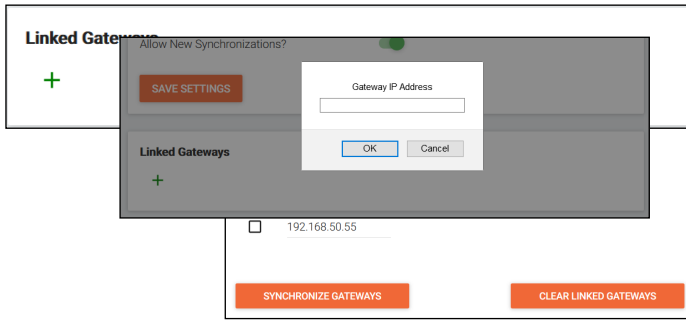 Linked Gate
Allow New Synchronizations?
SAVE SETTINGS
Gateway IP Address
OK Cancel
Linked Gateways
192.168.50.55
SYNCHRONIZE GATEWAYS CLEAR LINKED GATEWAYS